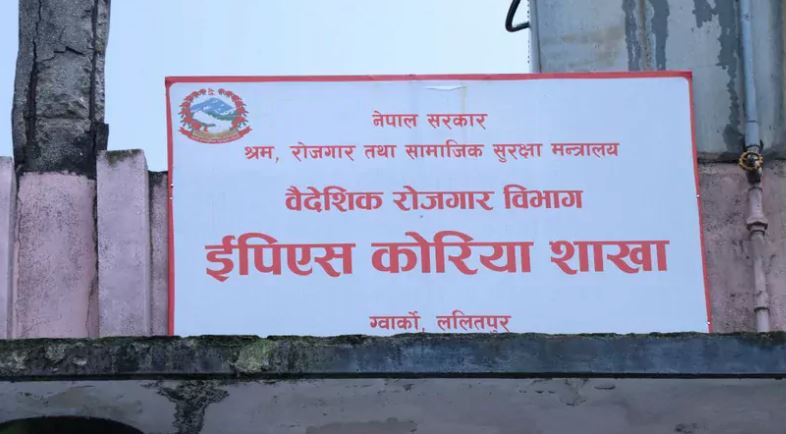 नेपाल सरकार
श्रम, रोजगार तथा सामाजिक सुरक्षा मन्त्रालय
वैदेशिक रोजगार विभाग
ईपिएस कोरिया शाखा
ग्वार्को, ललितपुर